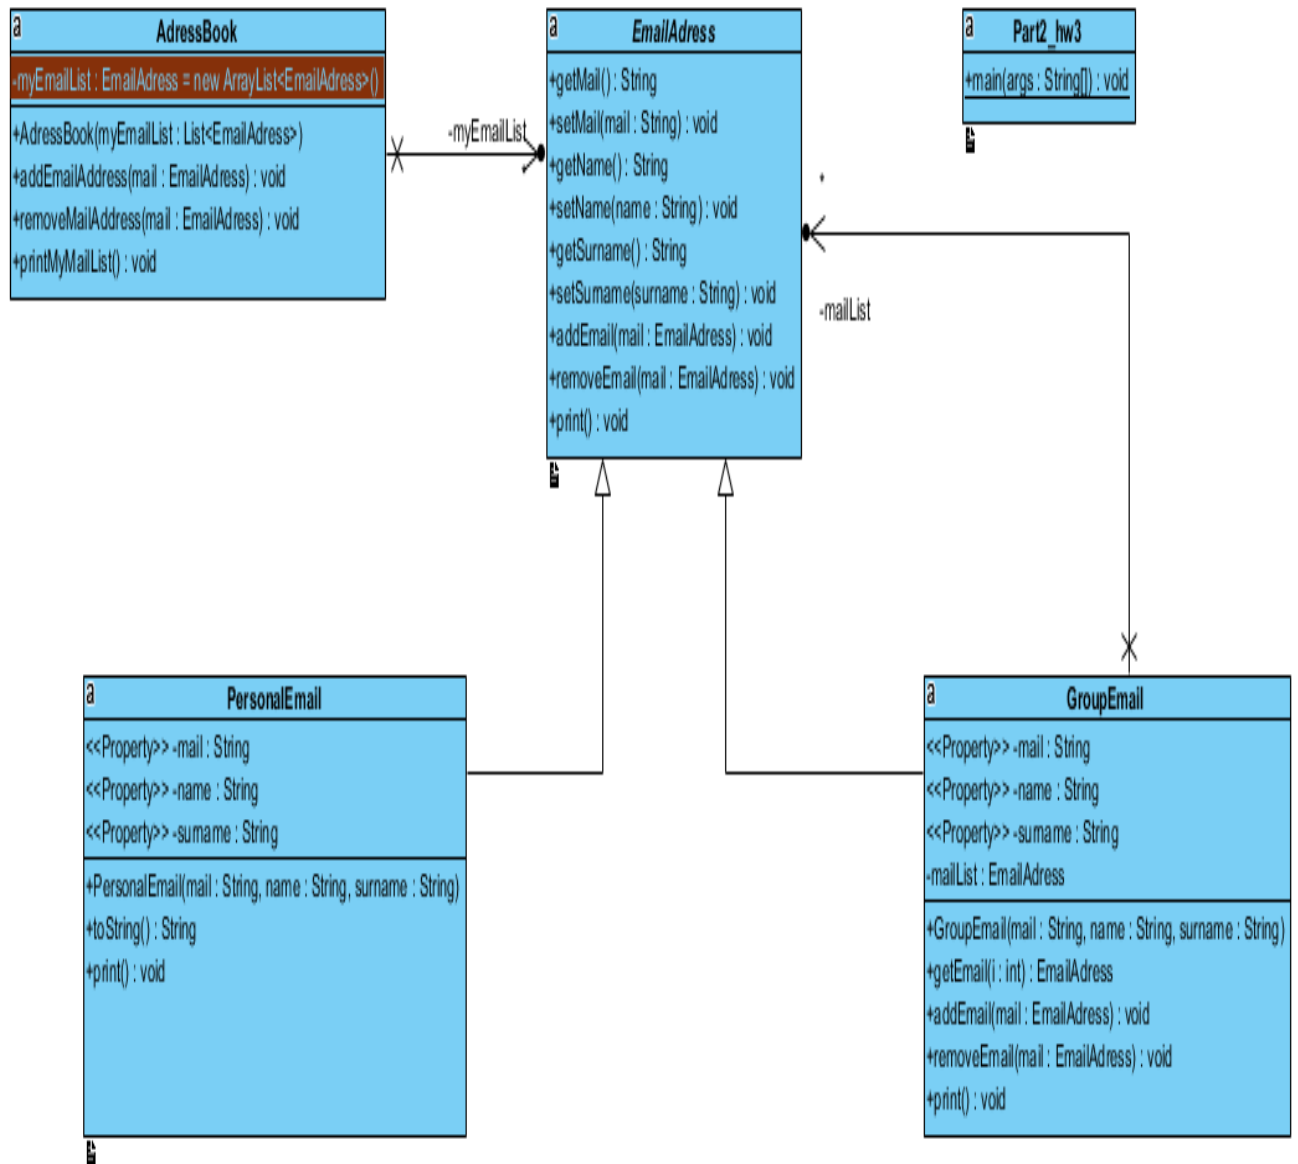 a
AdressBook
-myEmailList : EmailAdress = new ArrayList<EmailAdress>()
+AdressBook(myEmailList : List<EmailAdress>)
+addEmailAddress(mail : EmailAdress) : void
+removeMailAddress(mail : EmailAdress) : void
+printMyMailList() : void
-myEmailList
*
a
EmailAdress
+getMail() : String
+setMail(mail : String) : void
+getName() : String
+setName(name : String) : void
+getSurname() : String
+setSurname(surname : String) : void
+addEmail(mail : EmailAdress) : void
+removeEmail(mail : EmailAdress) : void
+print() : void
a
Part2_hw3
+main(args : String[]) : void
*
-mailList
a
PersonalEmail
<<Property>> -mail : String
<<Property>> -name : String
<<Property>> -surname : String
+PersonalEmail(mail : String, name : String, surname : String)
+toString() : String
+print() : void
a
GroupEmail
<<Property>> -mail : String
<<Property>> -name : String
<<Property>> -surname : String
-mailList : EmailAdress
+GroupEmail(mail : String, name : String, surname : String)
+getEmail(i : int) : EmailAdress
+addEmail(mail : EmailAdress) : void
+removeEmail(mail : EmailAdress) : void
+print() : void